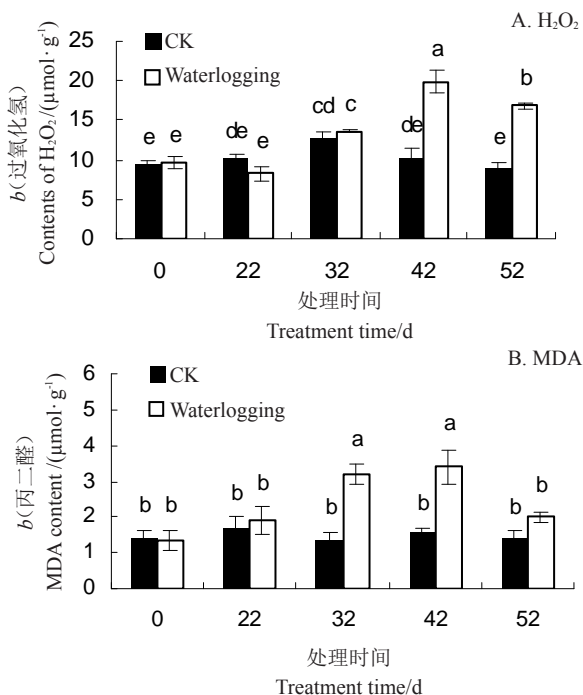 A. H₂O₂
CK
Waterlogging
b(过氧化氢)
Contents of H₂O₂/(μmol·g⁻¹)
25
20
15
10
5
0
e e de e cd c de a e b
0 22 32 42 52
处理时间
Treatment time/d
B. MDA
CK
Waterlogging
b(丙二醛)
MDA content /(μmol·g⁻¹)
6
5
4
3
2
1
0
b b b b b a b a b b
0 22 32 42 52
处理时间
Treatment time/d